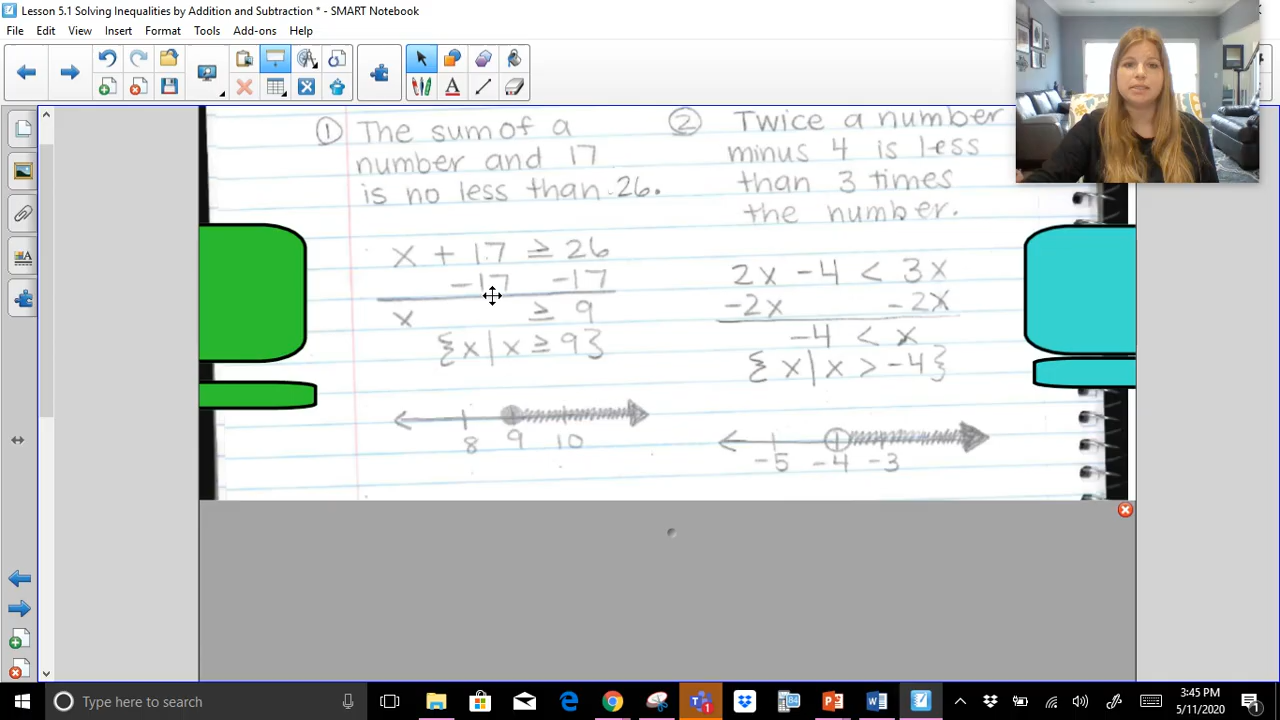 Lesson 5.1 Solving Inequalities by Addition and Subtraction * - SMART Notebook
File Edit View Insert Format Tools Add-ons Help
① The sum of a
number and 17
is no less than 26.
x + 17 ≥ 26
-17 -17
x ≥ 9
{x|x ≥ 9}
8 9 10
② Twice a number
minus 4 is less
than 3 times
the number.
2x - 4 < 3x
-2x -2x
-4 < x
{x|x > -4}
-5 -4 -3
Type here to search
3:45 PM
5/11/2020
1